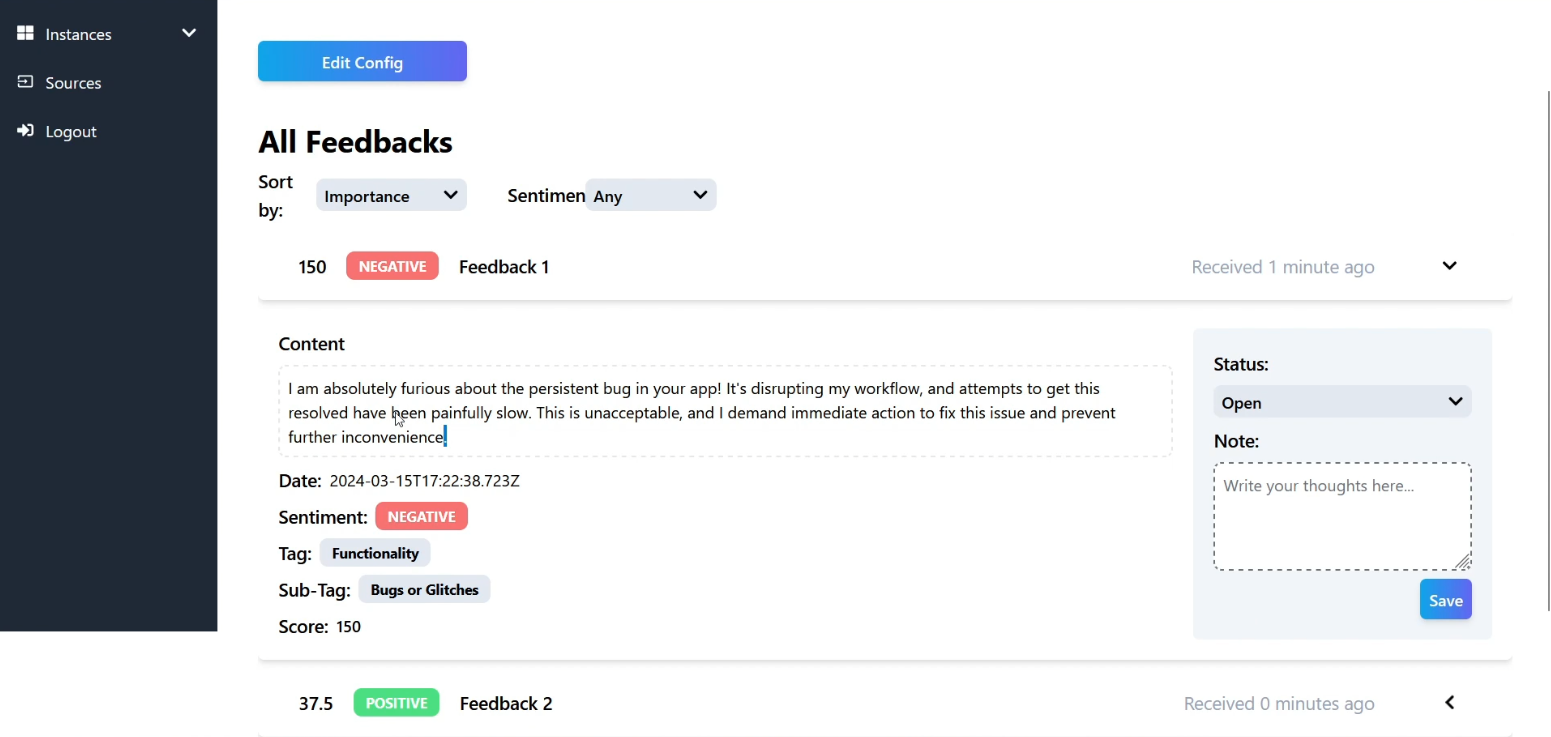 Instances
Sources
Logout
Edit Config
All Feedbacks
Sort by:
Importance
Sentimen
Any
150 NEGATIVE Feedback 1 Received 1 minute ago
Content
I am absolutely furious about the persistent bug in your app! It's disrupting my workflow, and attempts to get this
resolved have been painfully slow. This is unacceptable, and I demand immediate action to fix this issue and prevent
further inconvenience!
Date: 2024-03-15T17:22:38.723Z
Sentiment: NEGATIVE
Tag: Functionality
Sub-Tag: Bugs or Glitches
Score: 150
Status:
Open
Note:
Write your thoughts here...
Save
37.5 POSITIVE Feedback 2 Received 0 minutes ago